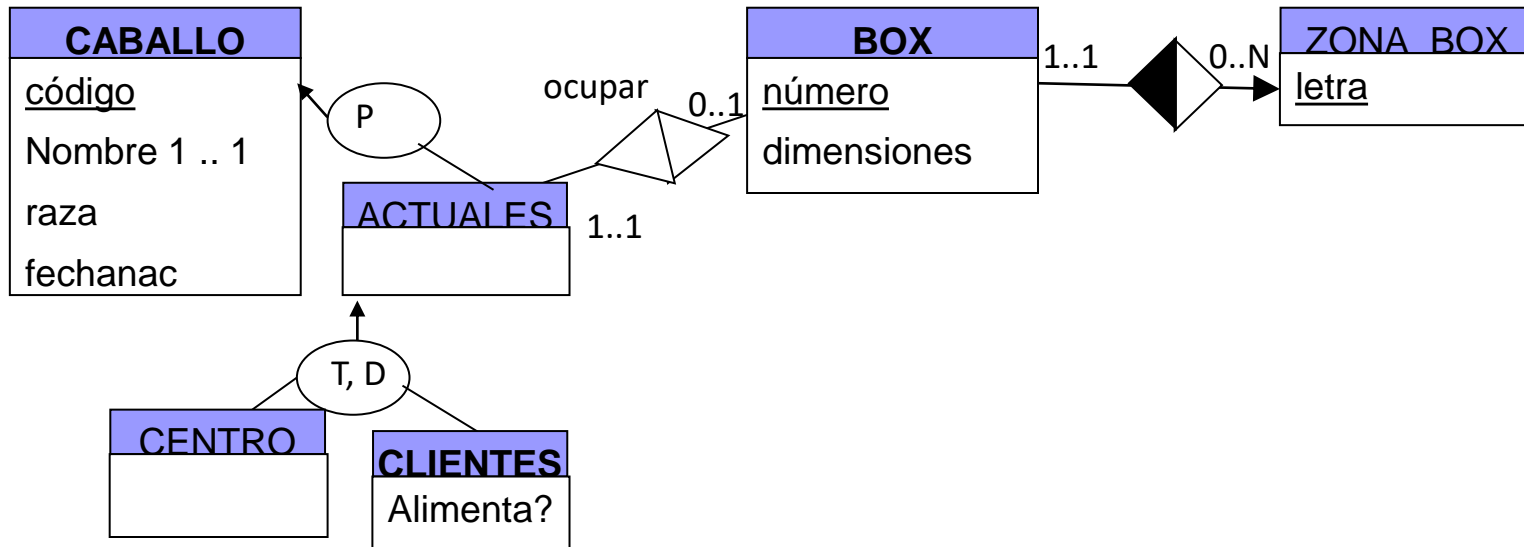 CABALLO
código
Nombre 1 .. 1
raza
fechanac
P
ocupar
0..1
ACTUALES
1..1
BOX
número
dimensiones
1..1
0..N
ZONA_BOX
letra
T, D
CENTRO
CLIENTES
Alimenta?